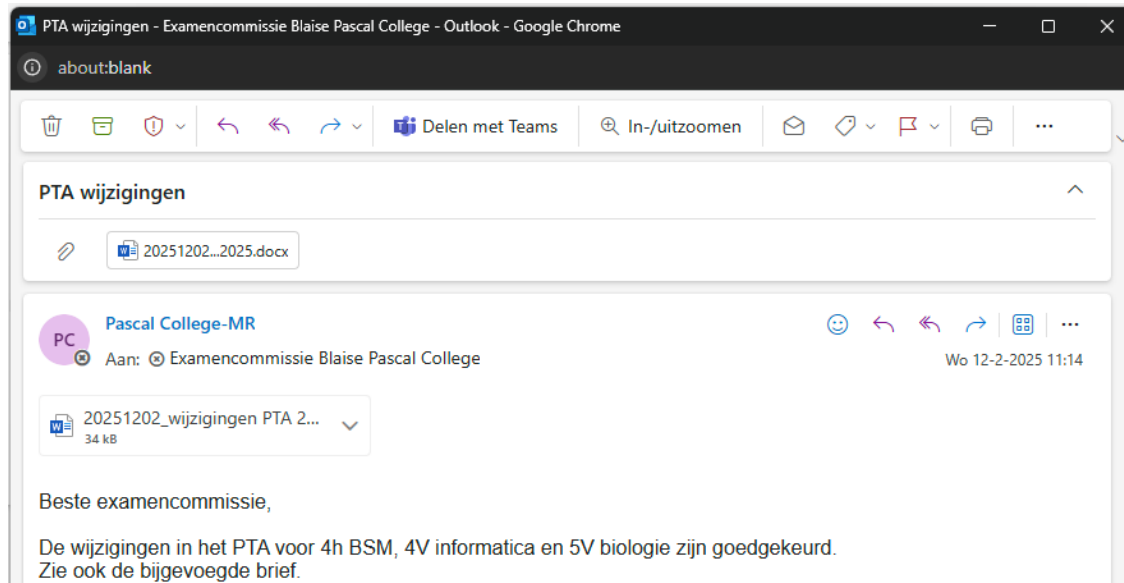 PTA wijzigingen - Examencommissie Blaise Pascal College - Outlook - Google Chrome
about:blank
Delen met Teams
In-/uitzoomen
PTA wijzigingen
20251202...2025.docx
Pascal College-MR
PC
Aan: Examencommissie Blaise Pascal College
Wo 12-2-2025 11:14
20251202_wijzigingen PTA 2...
34 kB
Beste examencommissie,
De wijzigingen in het PTA voor 4h BSM, 4V informatica en 5V biologie zijn goedgekeurd.
Zie ook de bijgevoegde brief.